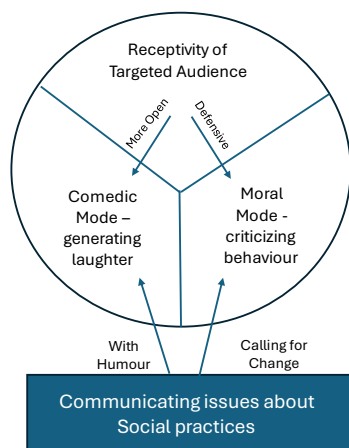 Receptivity of
Targeted Audience
More Open
Defensive
Comedic
Mode –
generating
laughter
Moral
Mode -
criticizing
behaviour
With
Humour
Calling for
Change
Communicating issues about
Social practices